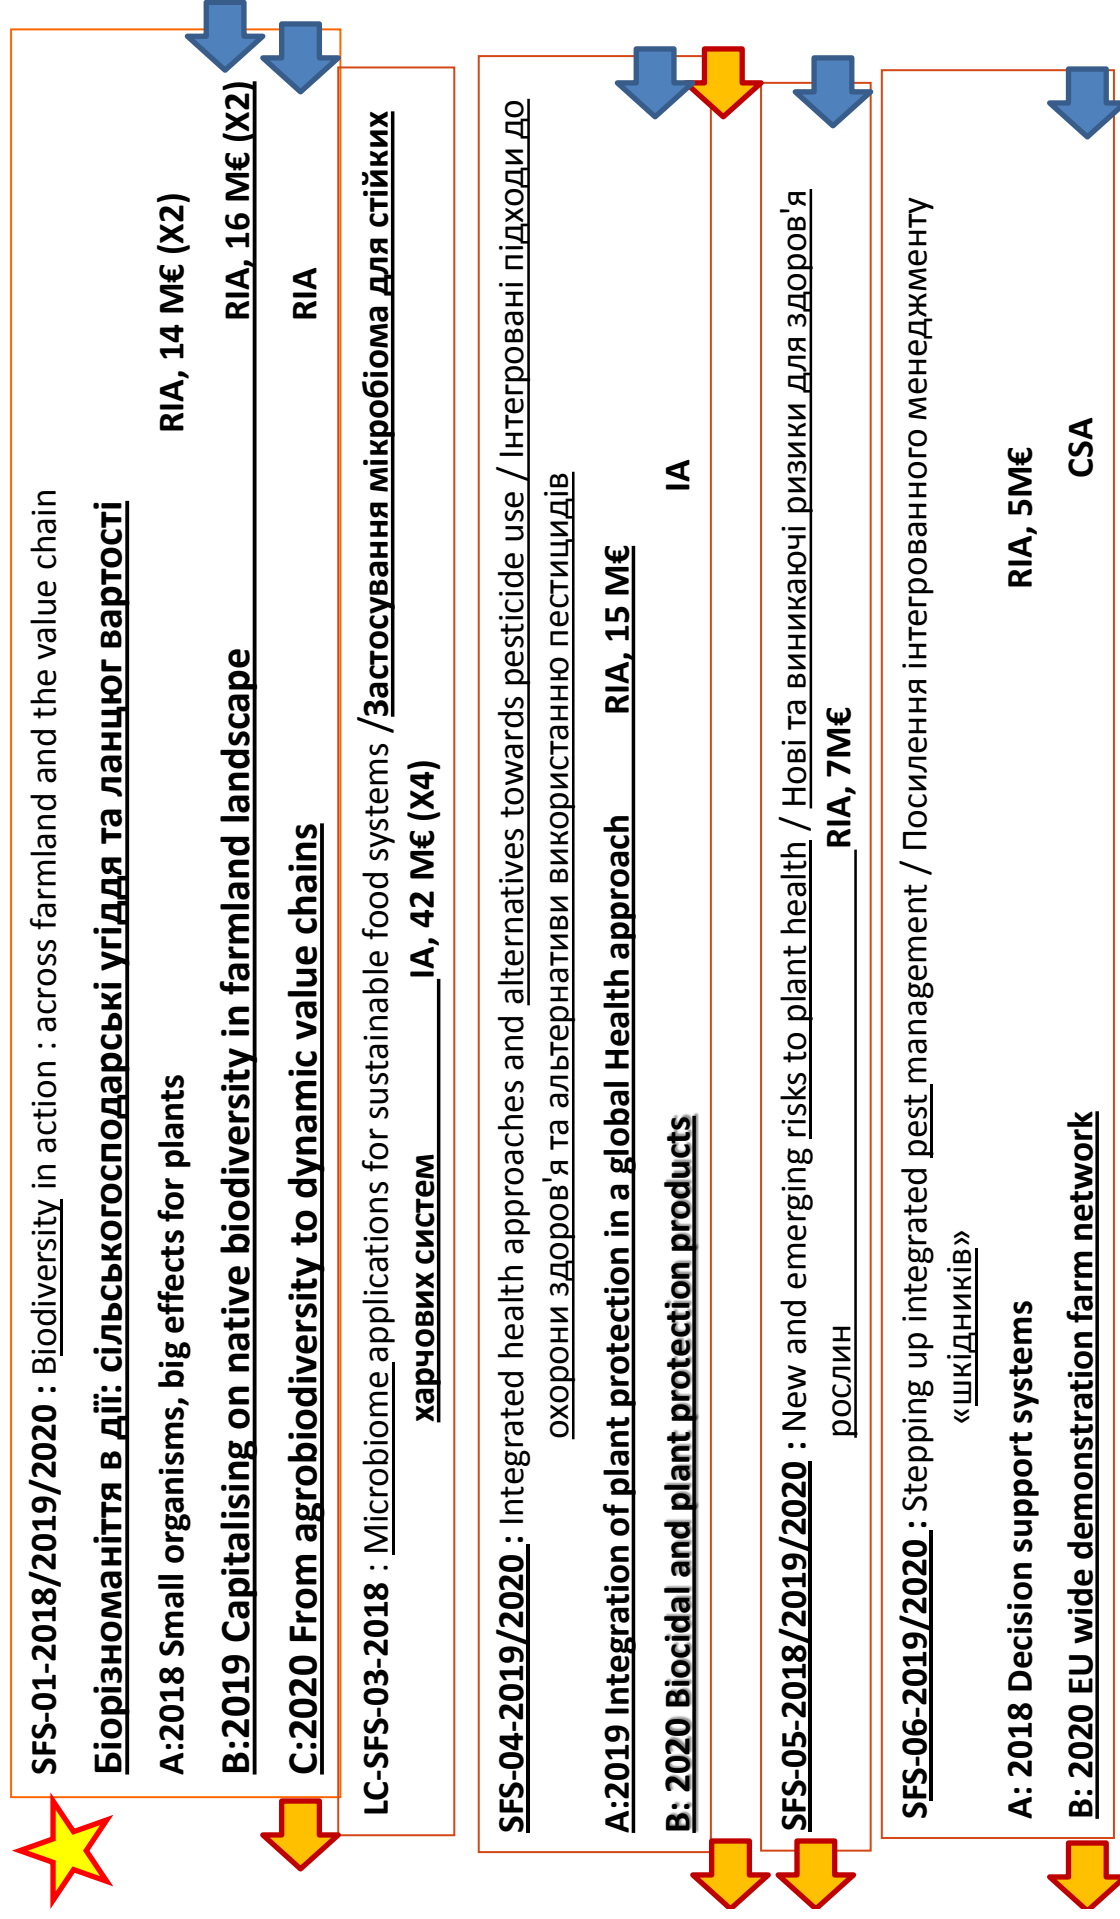 SFS-01-2018/2019/2020 : Biodiversity in action : across farmland and the value chain
Біорізноманіття в дії: сільськогосподарські угіддя та ланцюг вартості
A:2018 Small organisms, big effects for plants RIA, 14 M€ (X2)
B:2019 Capitalising on native biodiversity in farmland landscape RIA, 16 M€ (X2)
C:2020 From agrobiodiversity to dynamic value chains RIA
LC-SFS-03-2018 : Microbiome applications for sustainable food systems /Застосування мікробіома для стійких
харчових систем IA, 42 M€ (X4)
SFS-04-2019/2020 : Integrated health approaches and alternatives towards pesticide use / Інтегровані підходи до
охорони здоров'я та альтернативи використанню пестицидів
A:2019 Integration of plant protection in a global Health approach RIA, 15 M€
B: 2020 Biocidal and plant protection products IA
SFS-05-2018/2019/2020 : New and emerging risks to plant health / Нові та виникаючі ризики для здоров'я
рослин RIA, 7M€
SFS-06-2019/2020 : Stepping up integrated pest management / Посилення інтегрованного менеджменту
«шкідників»
A: 2018 Decision support systems RIA, 5M€
B: 2020 EU wide demonstration farm network CSA